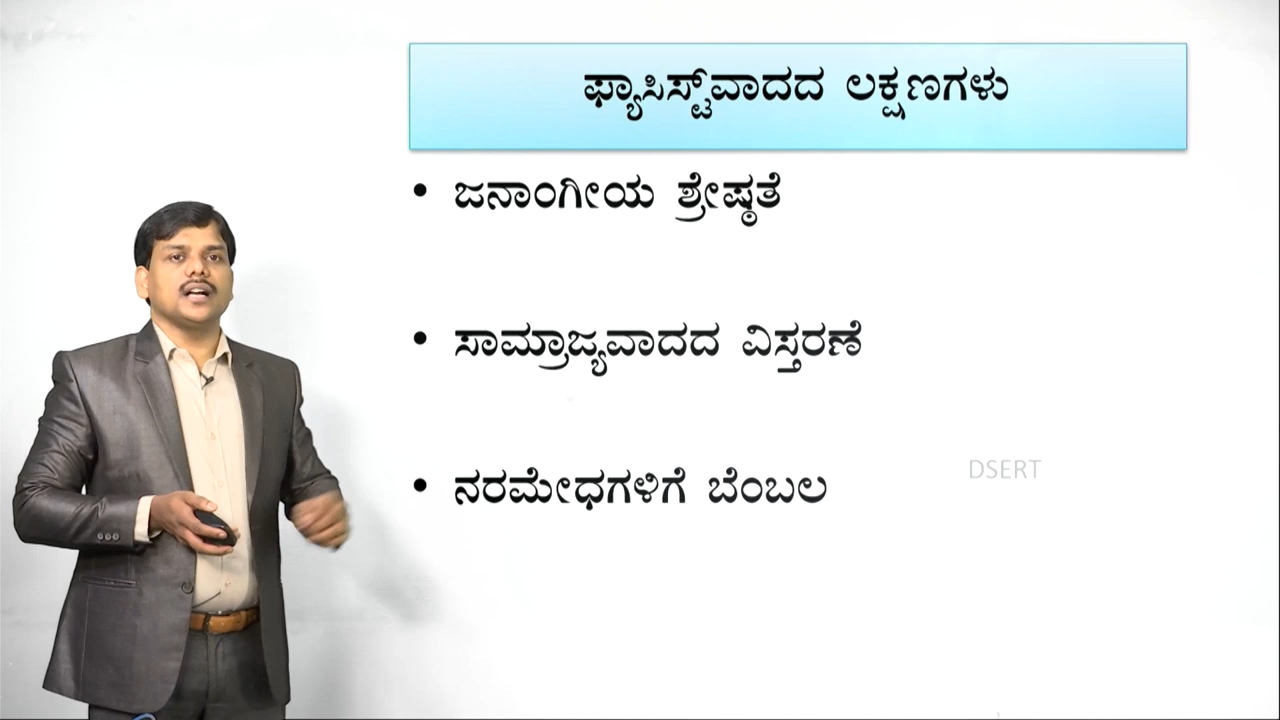 ಫ್ಯಾಸಿಸ್ಟ್‌ವಾದದ ಲಕ್ಷಣಗಳು
• ಜನಾಂಗೀಯ ಶ್ರೇಷ್ಠತೆ
• ಸಾಮ್ರಾಜ್ಯವಾದದ ವಿಸ್ತರಣೆ
• ನರಮೇಧಗಳಿಗೆ ಬೆಂಬಲ
DSERT